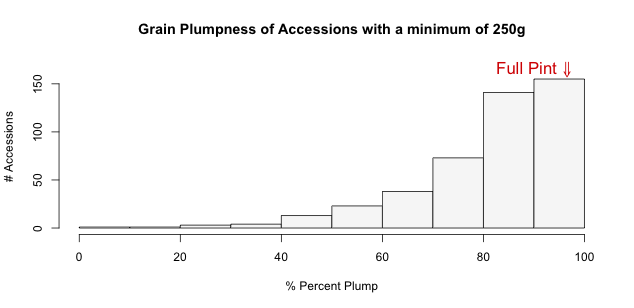 Grain Plumpness of Accessions with a minimum of 250g
Full Pint ⇓
# Accessions
150
100
50
0
0 20 40 60 80 100
% Percent Plump